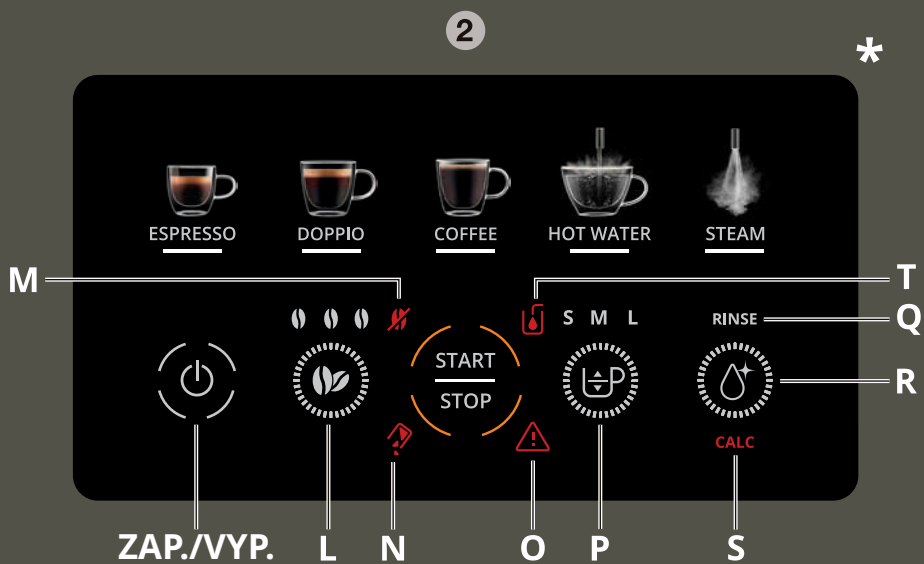 2
*
ESPRESSO DOPPIO COFFEE HOT WATER STEAM
M T
S M L RINSE Q
START
STOP
R
CALC
ZAP./VYP. L N O P S